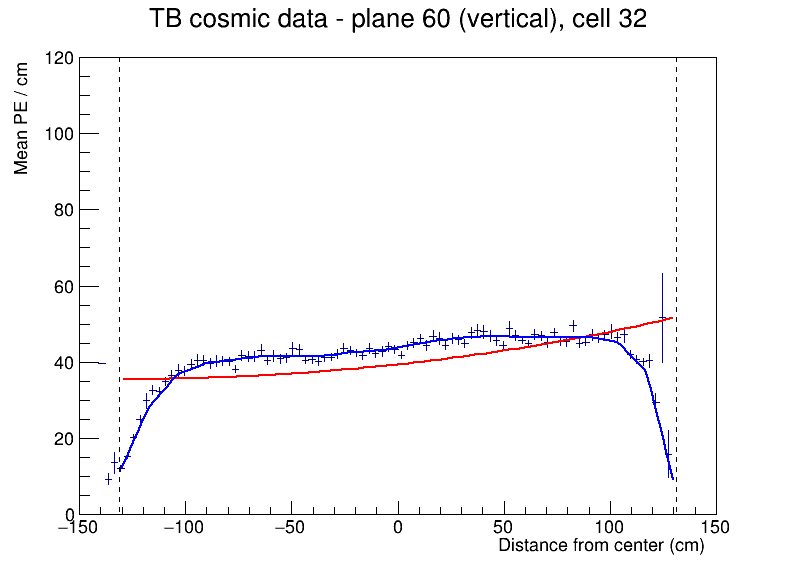 TB cosmic data - plane 60 (vertical), cell 32
Mean PE / cm
120
100
80
60
40
20
0
−150 −100 −50 0 50 100 150
Distance from center (cm)